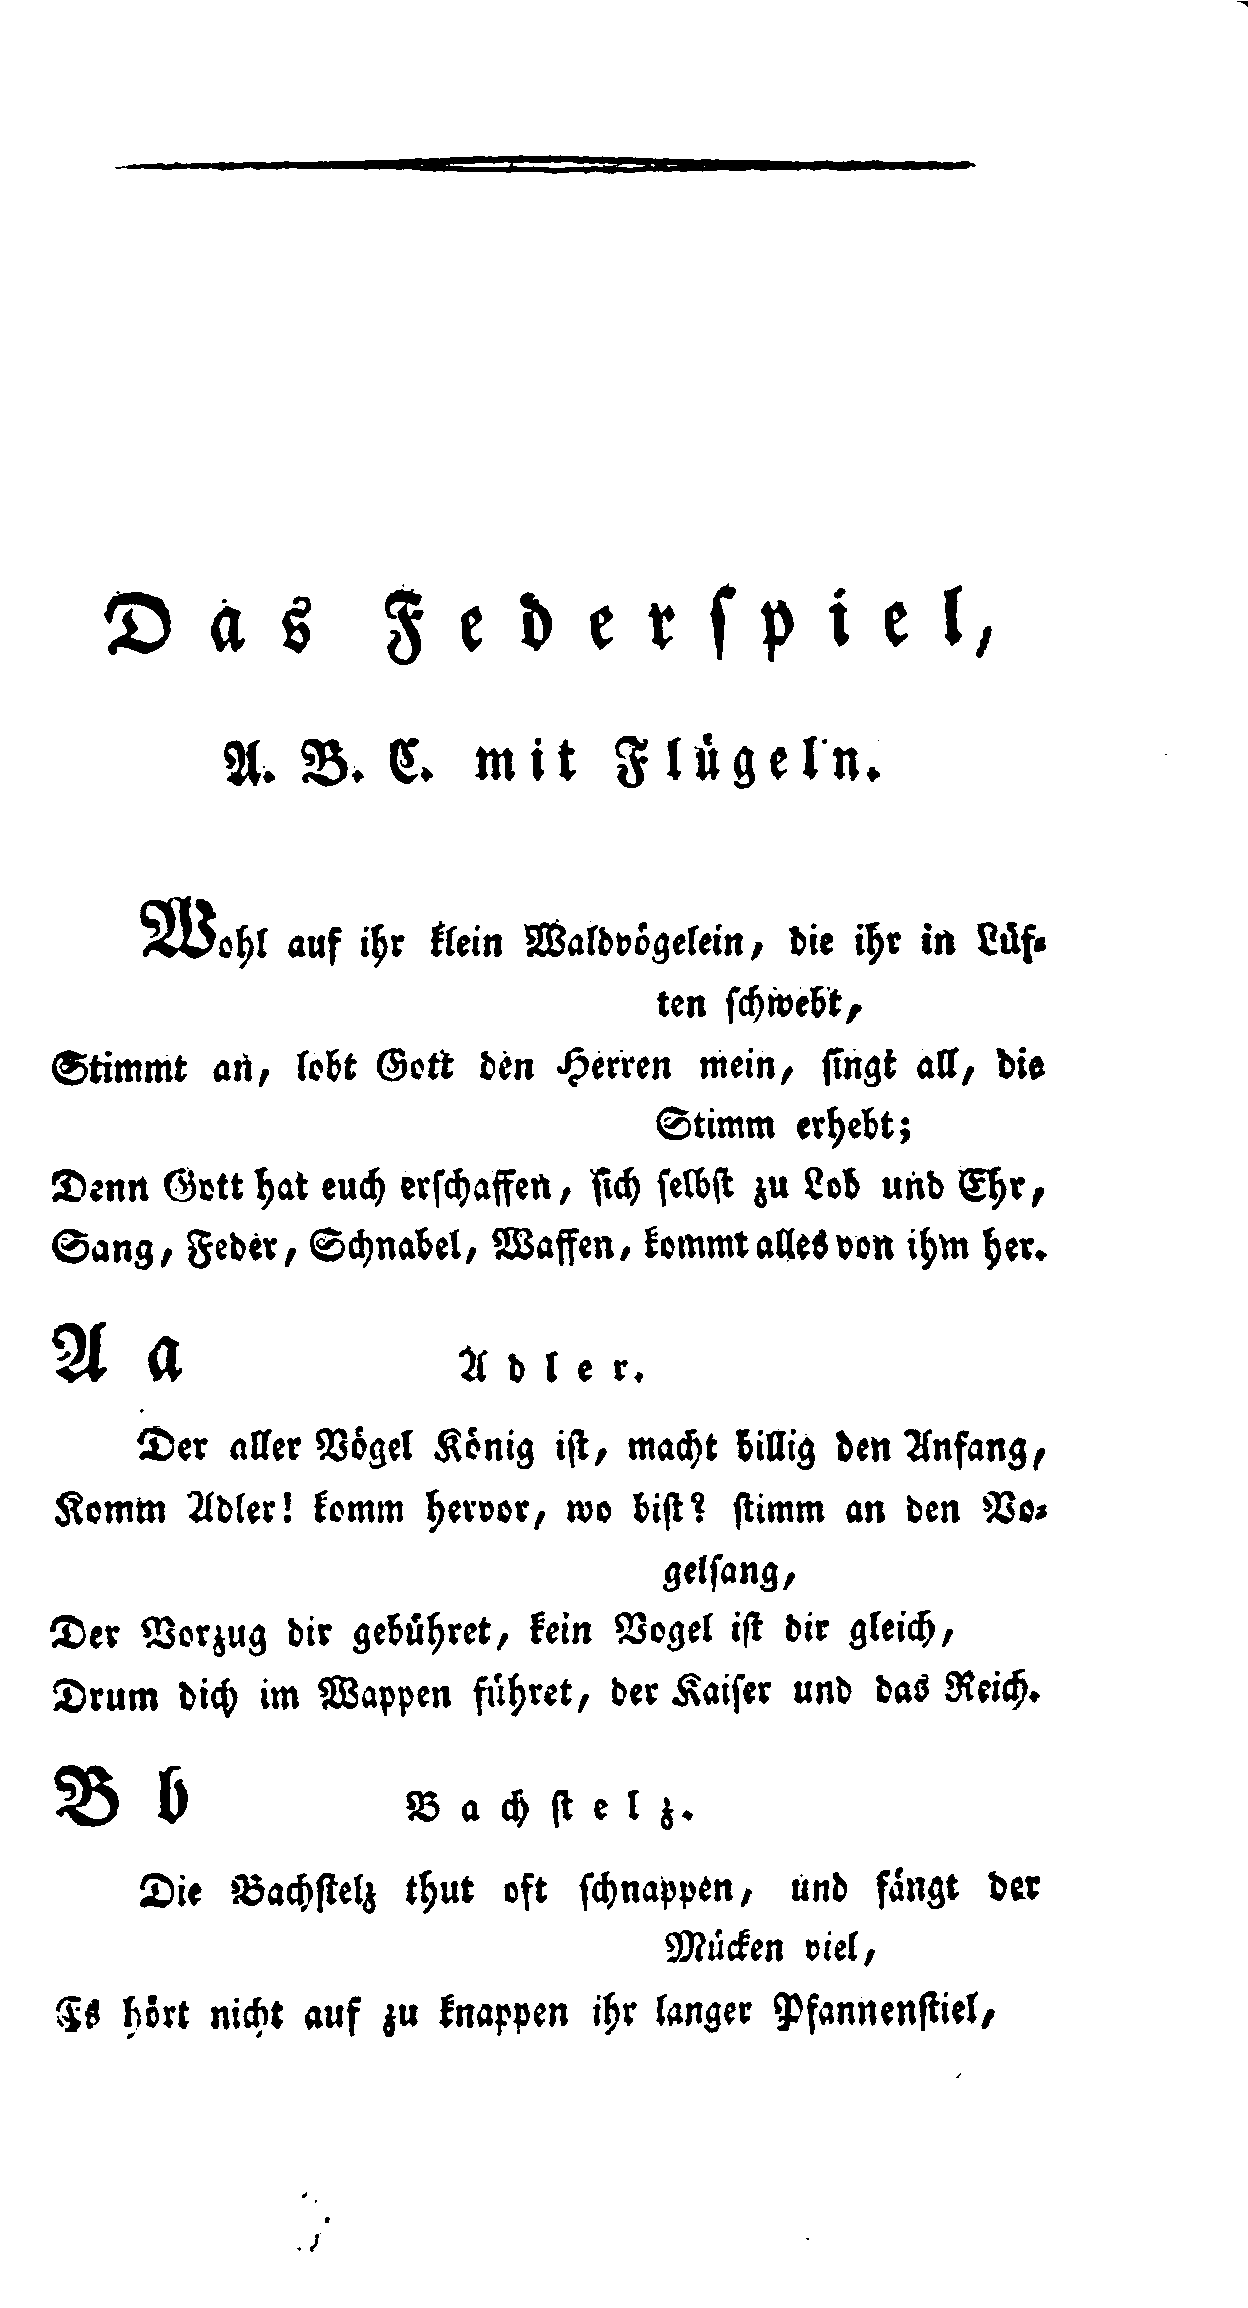 Das Federſpiel,
A. B. C. mit Flügeln.
Wohl auf ihr klein Waldvögelein, die ihr in Lüf-
ten ſchwebt,
Stimmt an, lobt Gott den Herren mein, ſingt all, die
Stimm erhebt;
Denn Gott hat euch erſchaffen, ſich ſelbſt zu Lob und Ehr,
Sang, Feder, Schnabel, Waffen, kommt alles von ihm her.
A a Adler.
Der aller Vögel König iſt, macht billig den Anfang,
Komm Adler! komm hervor, wo biſt? ſtimm an den Vo-
gelſang,
Der Vorzug dir gebühret, kein Vogel iſt dir gleich,
Drum dich im Wappen führet, der Kaiſer und das Reich.
B b Bachſtelz.
Die Bachſtelz thut oft ſchnappen, und fängt der
Mücken viel,
Es hört nicht auf zu knappen ihr langer Pfannenſtiel,